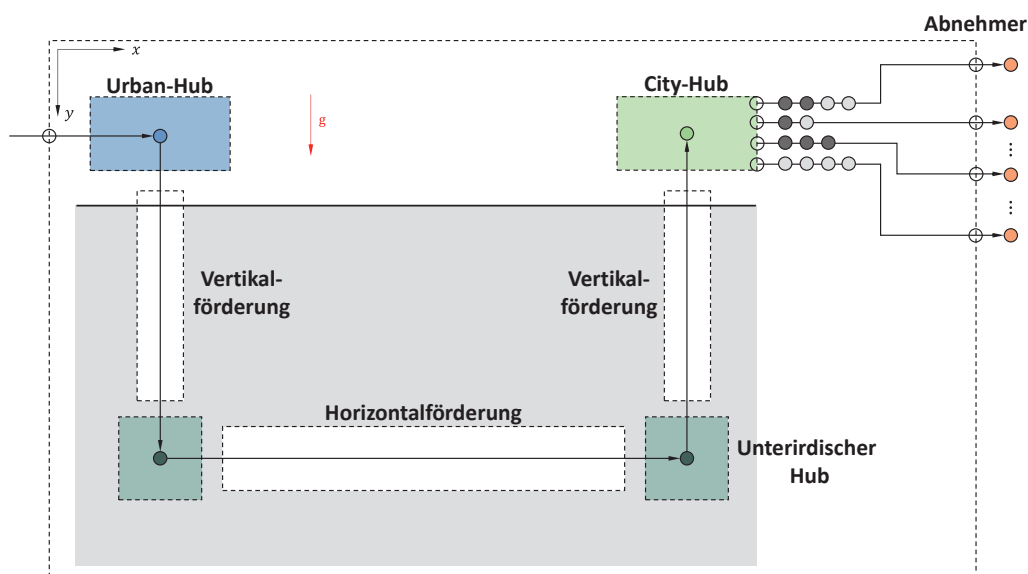 Abnehmer
x
Urban-Hub
City-Hub
y
g
...
...
Vertikal-
förderung
Vertikal-
förderung
Horizontalförderung
Unterirdischer
Hub